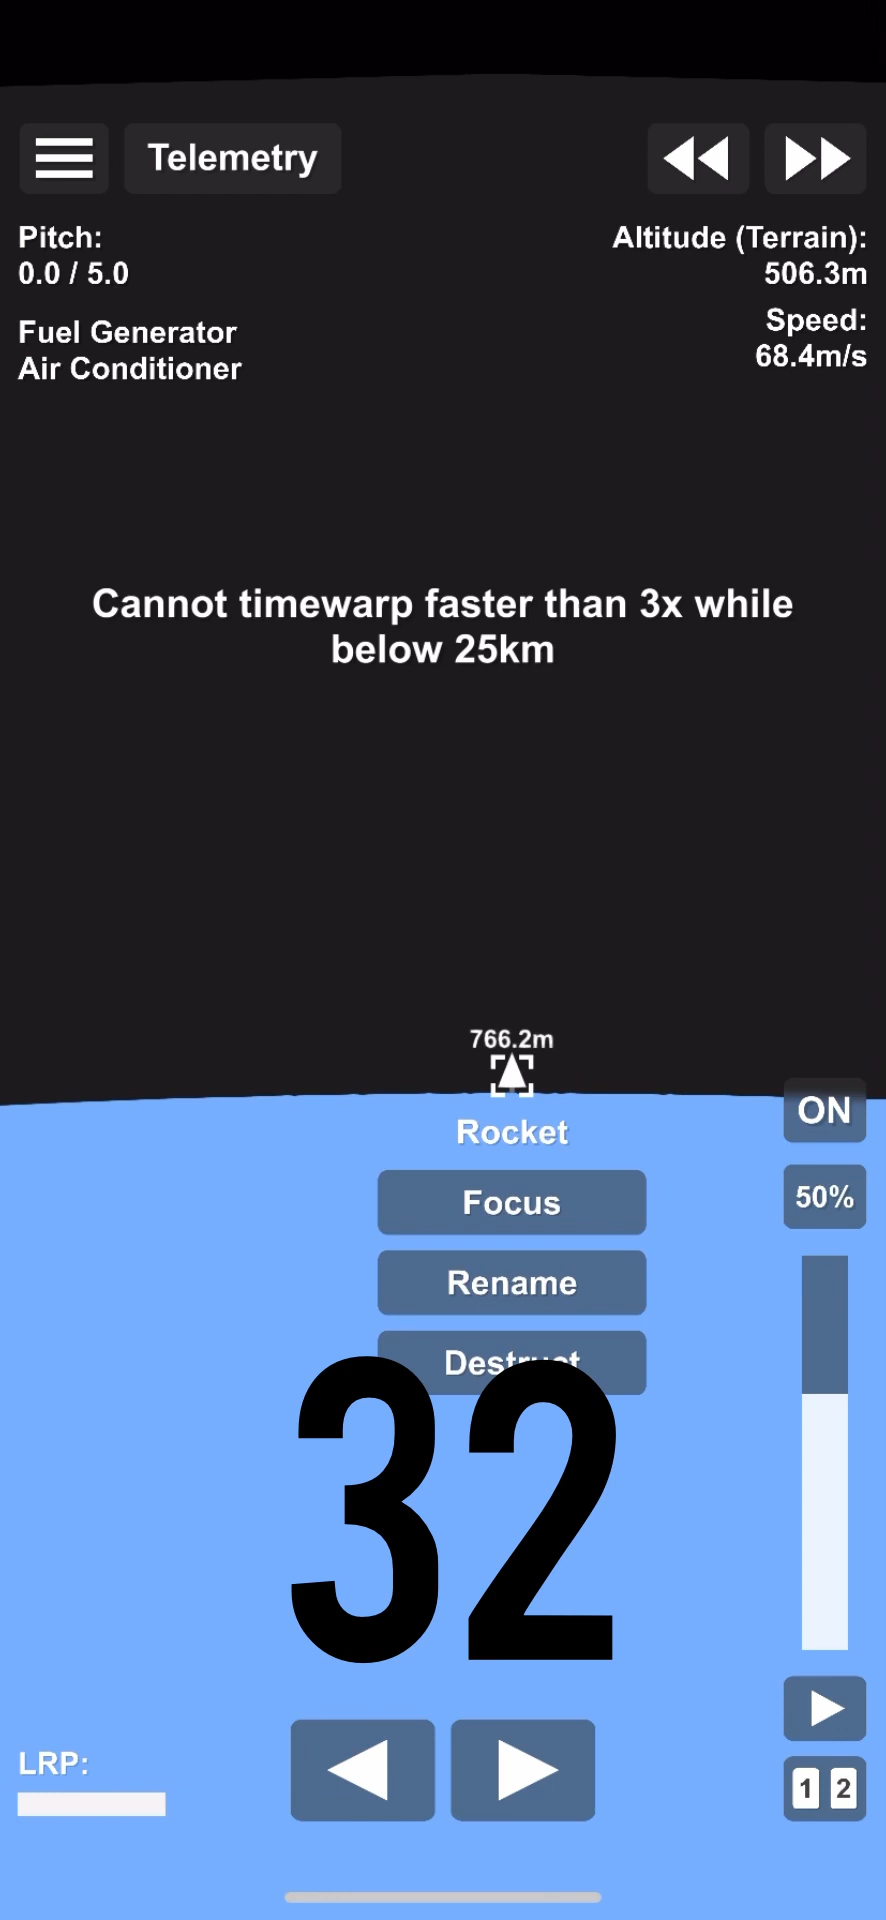 Telemetry
Pitch:
0.0 / 5.0
Altitude (Terrain):
506.3m
Fuel Generator
Air Conditioner
Speed:
68.4m/s
Cannot timewarp faster than 3x while
below 25km
766.2m
Rocket
ON
Focus
50%
Rename
Destruct
32
LRP:
1 2